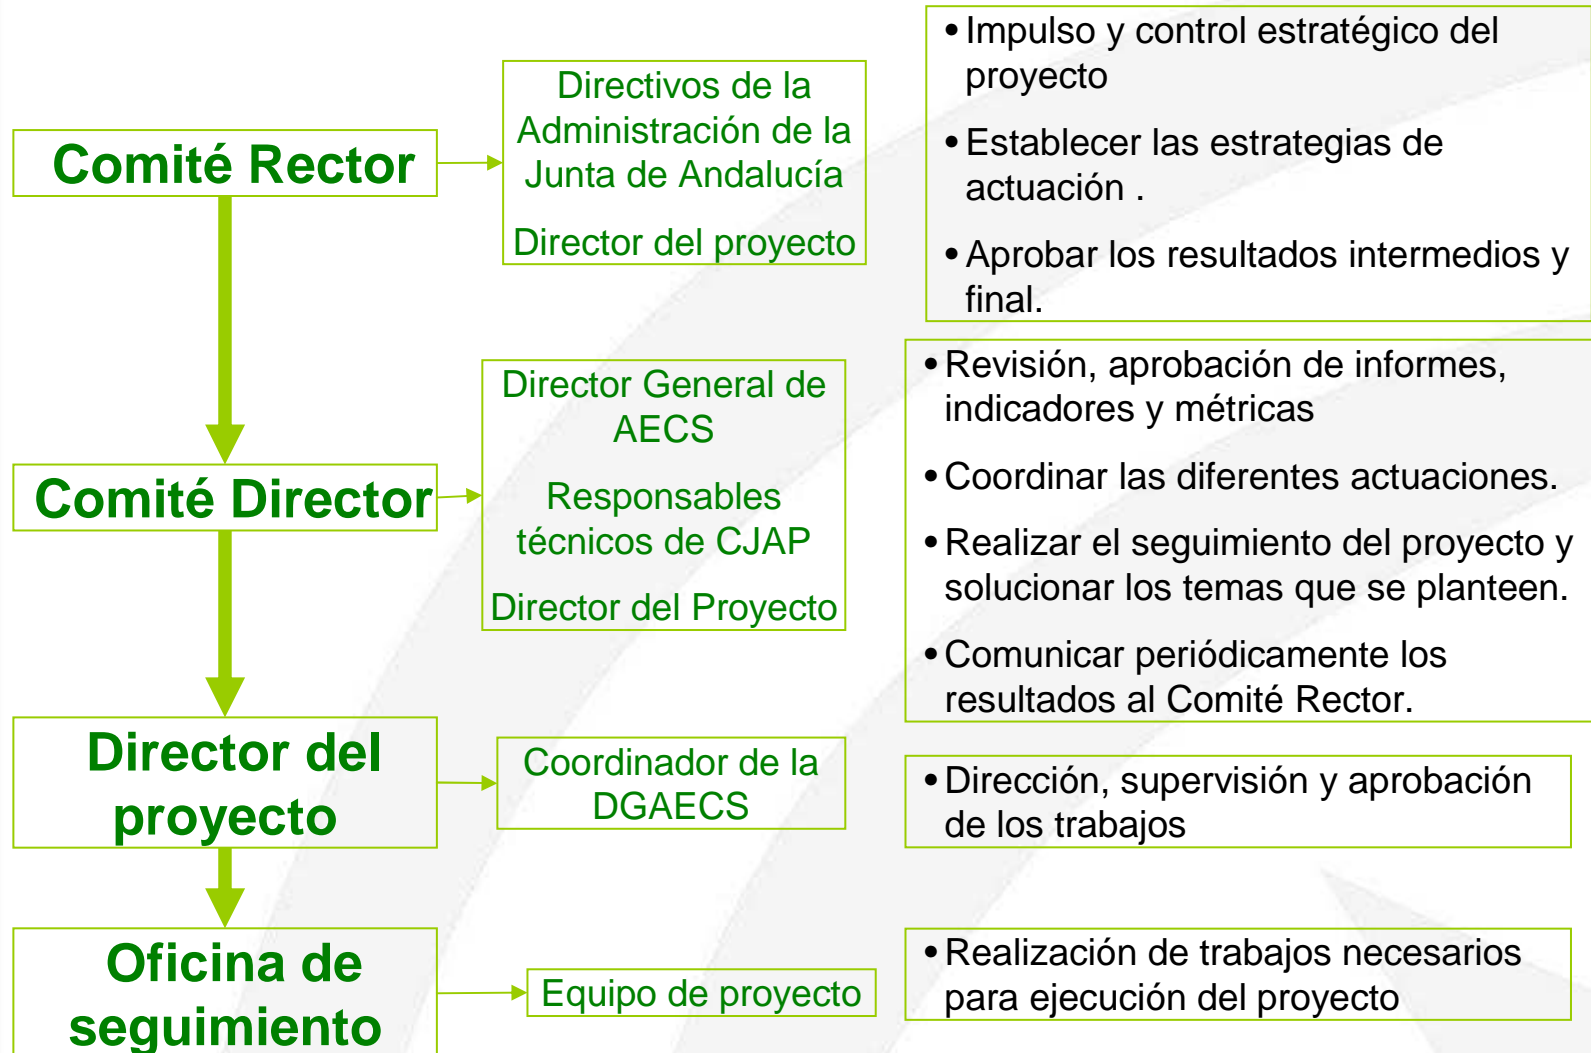 Comité Rector
Directivos de la
Administración de la
Junta de Andalucía
Director del proyecto
• Impulso y control estratégico del
proyecto
• Establecer las estrategias de
actuación .
• Aprobar los resultados intermedios y
final.
Comité Director
Director General de
AECS
Responsables
técnicos de CJAP
Director del Proyecto
• Revisión, aprobación de informes,
indicadores y métricas
• Coordinar las diferentes actuaciones.
• Realizar el seguimiento del proyecto y
solucionar los temas que se planteen.
• Comunicar periódicamente los
resultados al Comité Rector.
Director del
proyecto
Coordinador de la
DGAECS
• Dirección, supervisión y aprobación
de los trabajos
Oficina de
seguimiento
Equipo de proyecto
• Realización de trabajos necesarios
para ejecución del proyecto